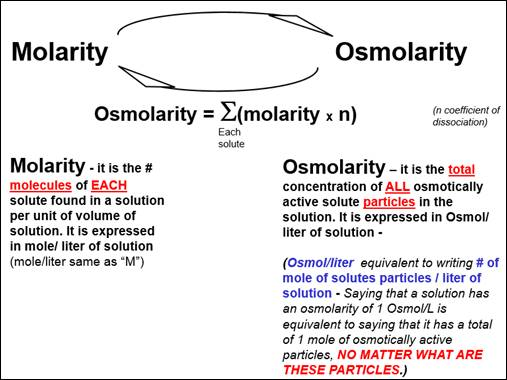 Molarity
Osmolarity
Osmolarity = Σ(molarity x n)
Each
solute
(n coefficient of
dissociation)
Molarity - it is the #
molecules of EACH
solute found in a solution
per unit of volume of
solution. It is expressed
in mole/ liter of solution
(mole/liter same as “M”)
Osmolarity – it is the total
concentration of ALL osmotically
active solute particles in the
solution. It is expressed in Osmol/
liter of solution -
(Osmol/liter equivalent to writing # of
mole of solutes particles / liter of
solution - Saying that a solution has
an osmolarity of 1 Osmol/L is
equivalent to saying that it has a total
of 1 mole of osmotically active
particles, NO MATTER WHAT ARE
THESE PARTICLES.)